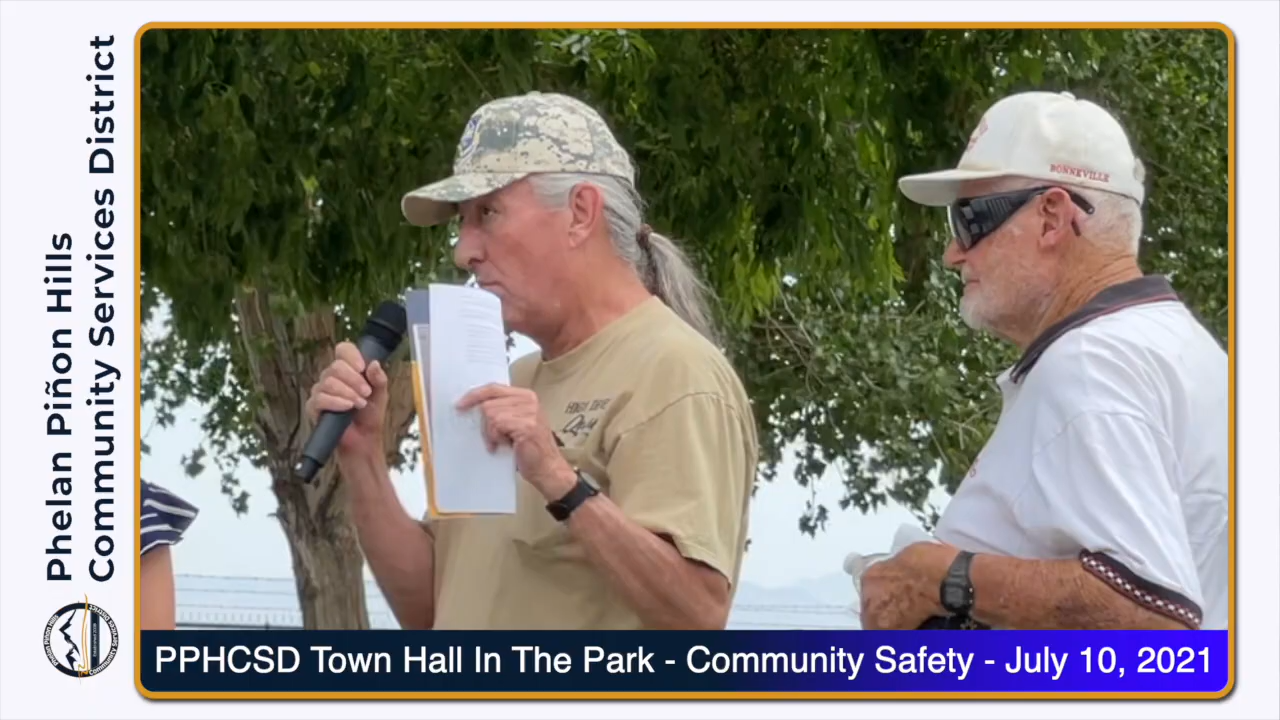 Phelan Piñon Hills
Community Services District
BONNEVILLE
PPHCSD Town Hall In The Park - Community Safety - July 10, 2021